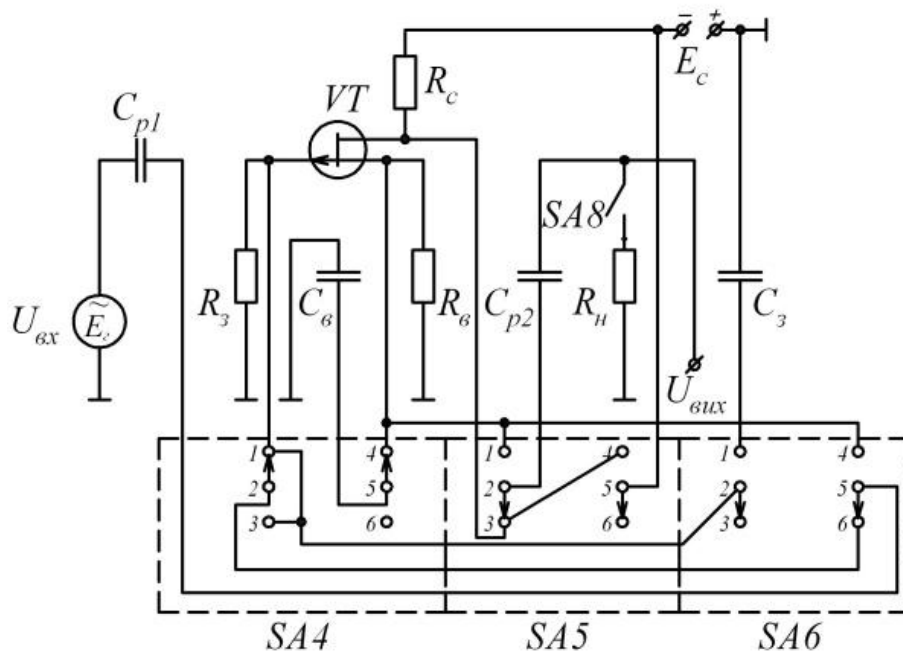 − +
E_c
R_c
VT
C_p1
SA8
R_з
C_в
R_в
C_p2
R_н
C_з
U_вх
~
E_г
U_вих
1 4 1 4 1 4
2 5 2 5 2 5
3 6 3 6 3 6
SA4 SA5 SA6